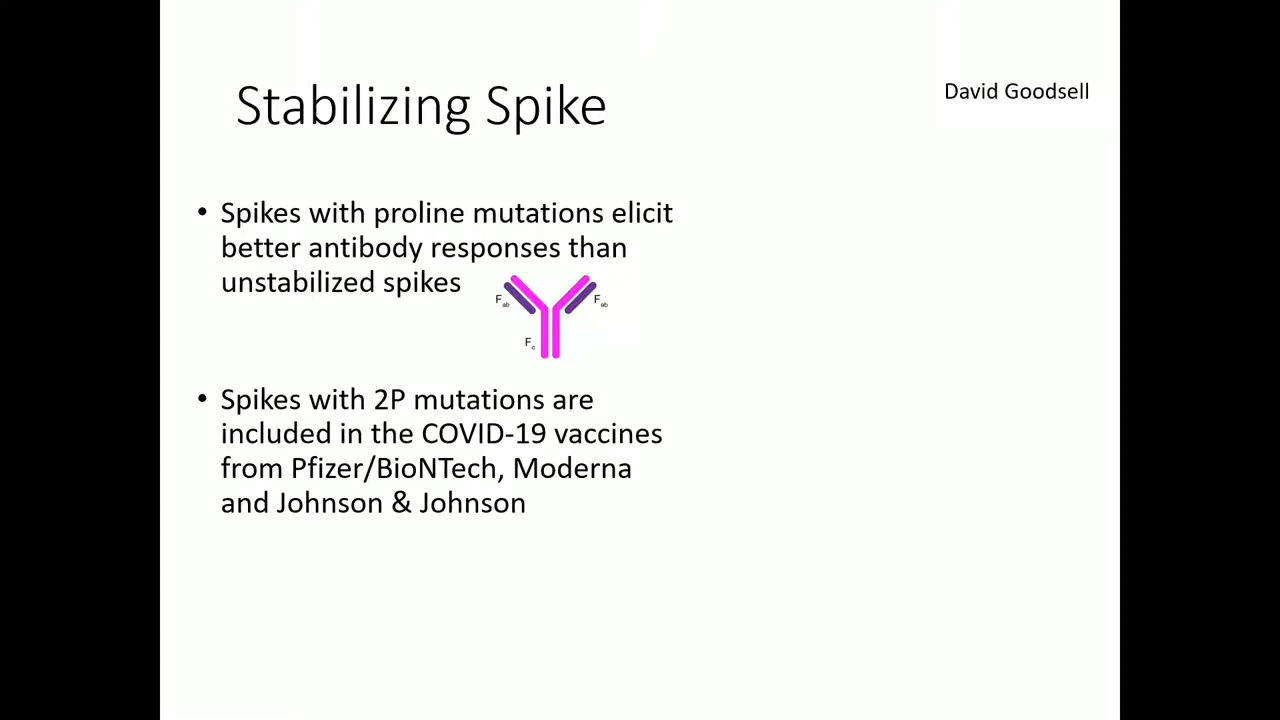 Stabilizing Spike
David Goodsell
• Spikes with proline mutations elicit
better antibody responses than
unstabilized spikes
Fab
Fab
Fc
• Spikes with 2P mutations are
included in the COVID-19 vaccines
from Pfizer/BioNTech, Moderna
and Johnson & Johnson